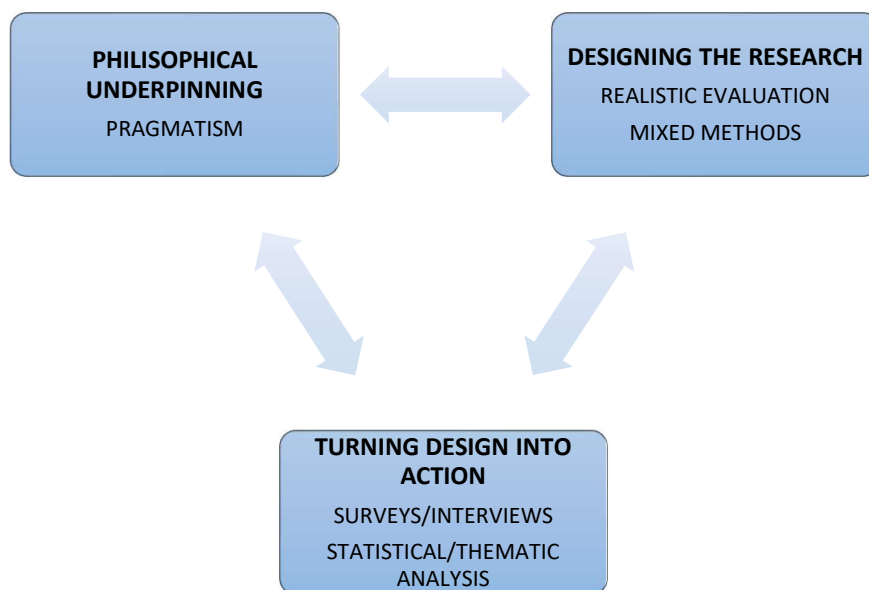 PHILISOPHICAL
UNDERPINNING
PRAGMATISM
DESIGNING THE RESEARCH
REALISTIC EVALUATION
MIXED METHODS
TURNING DESIGN INTO
ACTION
SURVEYS/INTERVIEWS
STATISTICAL/THEMATIC
ANALYSIS